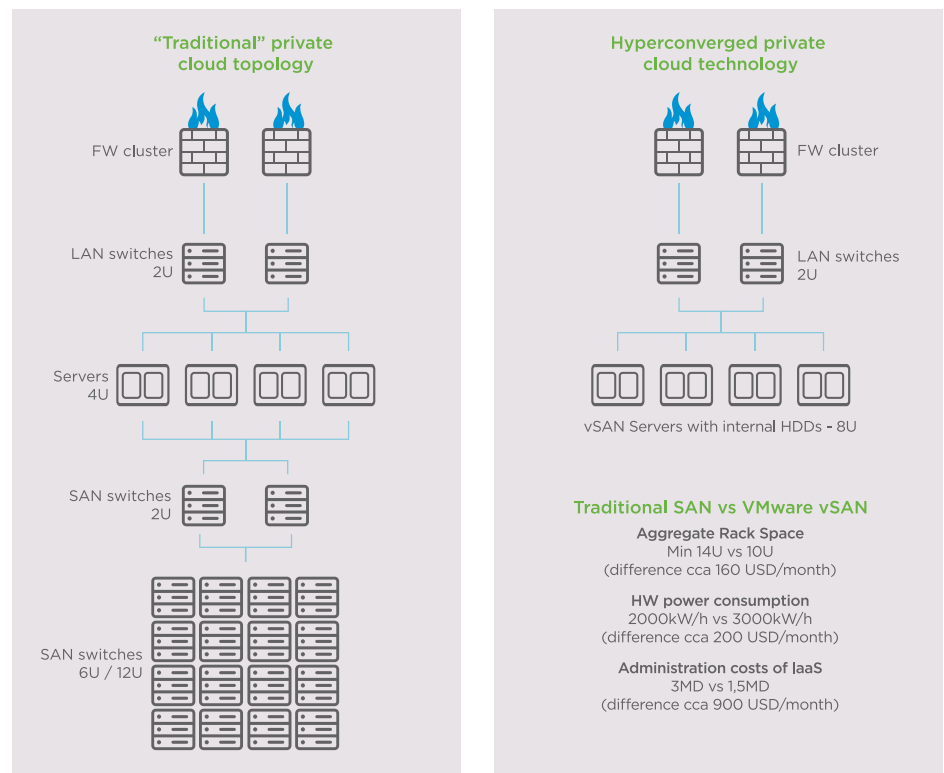 “Traditional” private
cloud topology
FW cluster
LAN switches
2U
Servers
4U
SAN switches
2U
SAN switches
6U / 12U
Hyperconverged private
cloud technology
FW cluster
LAN switches
2U
vSAN Servers with internal HDDs - 8U
Traditional SAN vs VMware vSAN
Aggregate Rack Space
Min 14U vs 10U
(difference cca 160 USD/month)
HW power consumption
2000kW/h vs 3000kW/h
(difference cca 200 USD/month)
Administration costs of IaaS
3MD vs 1,5MD
(difference cca 900 USD/month)